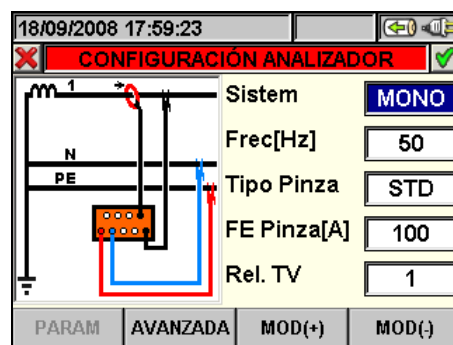 18/09/2008 17:59:23
CONFIGURACIÓN ANALIZADOR
1
N
PE
Sistem MONO
Frec[Hz] 50
Tipo Pinza STD
FE Pinza[A] 100
Rel. TV 1
PARAM AVANZADA MOD(+) MOD(-)